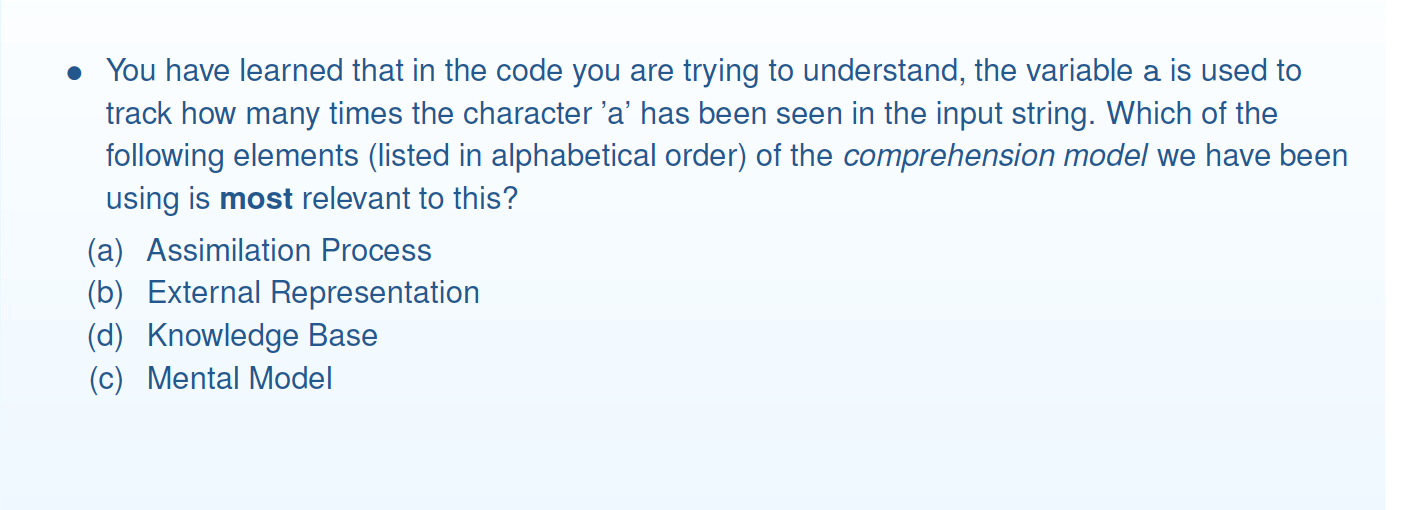 ● You have learned that in the code you are trying to understand, the variable a is used to
track how many times the character ’a’ has been seen in the input string. Which of the
following elements (listed in alphabetical order) of the comprehension model we have been
using is most relevant to this?
(a) Assimilation Process
(b) External Representation
(d) Knowledge Base
(c) Mental Model